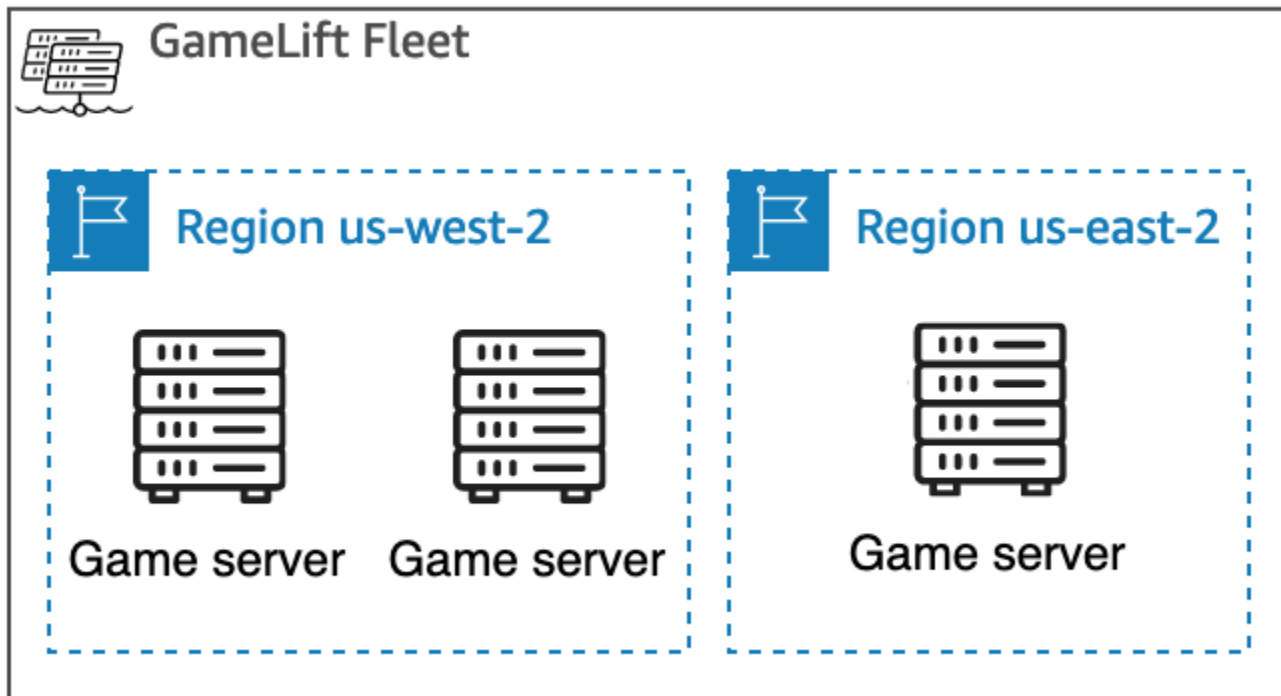 GameLift Fleet
Region us-west-2
Region us-east-2
Game server
Game server
Game server